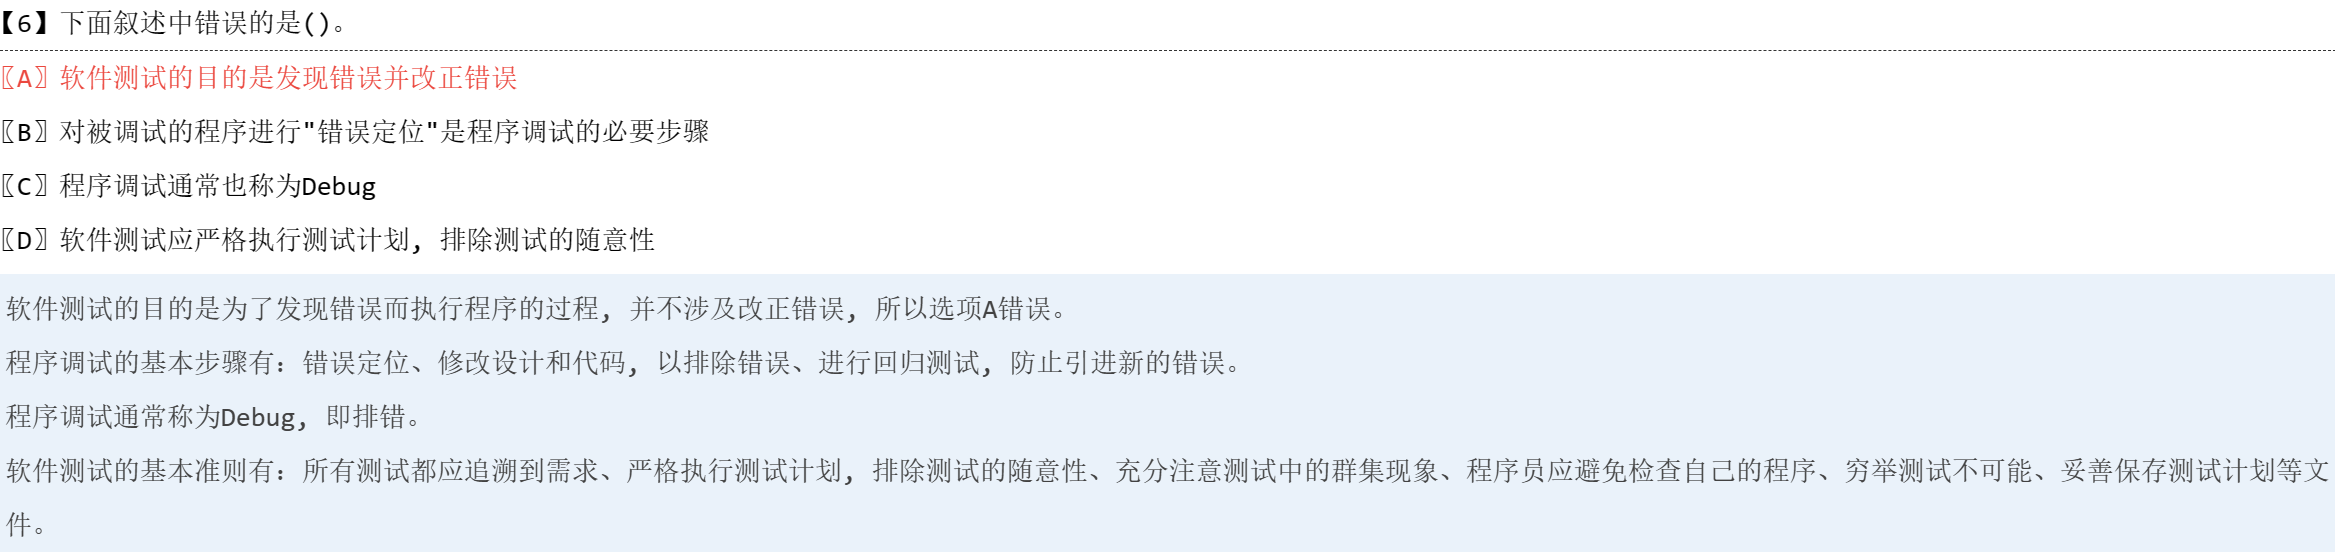 【6】下面叙述中错误的是()。
〖A〗软件测试的目的是发现错误并改正错误
〖B〗对被调试的程序进行"错误定位"是程序调试的必要步骤
〖C〗程序调试通常也称为Debug
〖D〗软件测试应严格执行测试计划, 排除测试的随意性
软件测试的目的是为了发现错误而执行程序的过程, 并不涉及改正错误, 所以选项A错误。
程序调试的基本步骤有：错误定位、修改设计和代码, 以排除错误、进行回归测试, 防止引进新的错误。
程序调试通常称为Debug, 即排错。
软件测试的基本准则有：所有测试都应追溯到需求、严格执行测试计划, 排除测试的随意性、充分注意测试中的群集现象、程序员应避免检查自己的程序、穷举测试不可能、妥善保存测试计划等文
件。